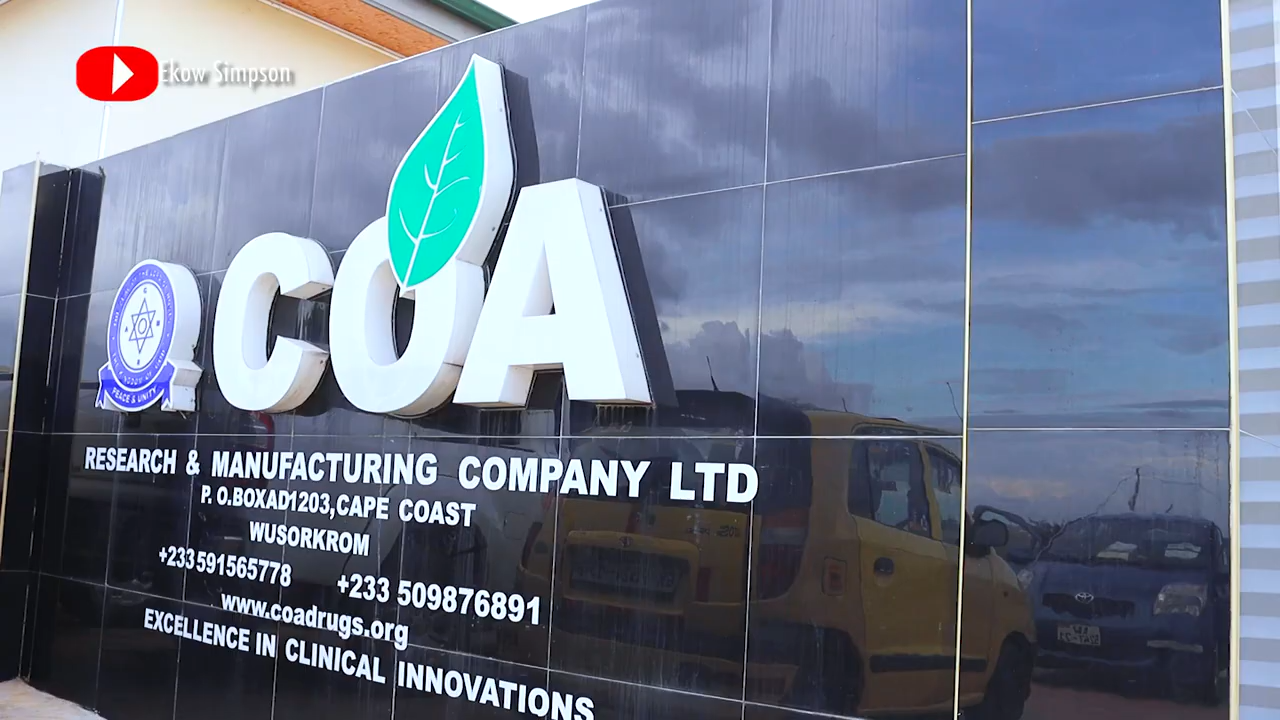 Ekow Simpson
COA
PEACE & UNITY
RESEARCH & MANUFACTURING COMPANY LTD
P. O.BOXAD1203,CAPE COAST
WUSORKROM
+233591565778 +233 509876891
www.coadrugs.org
EXCELLENCE IN CLINICAL INNOVATIONS